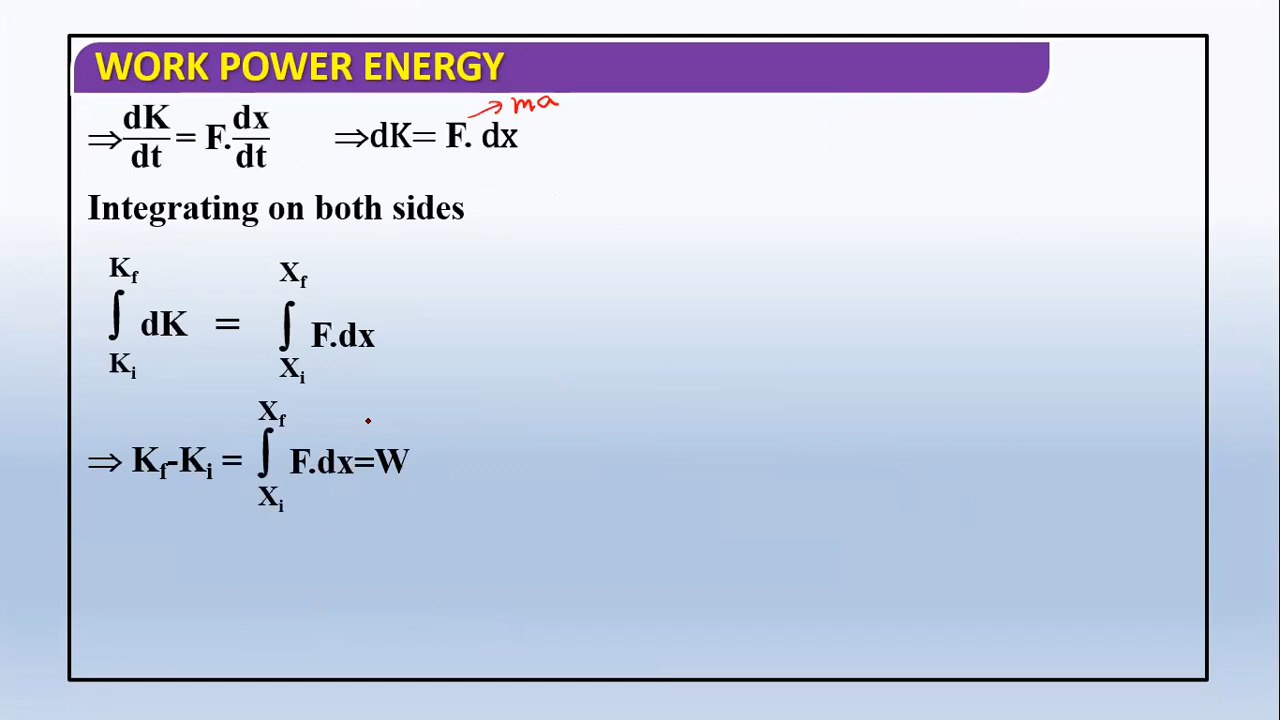 WORK POWER ENERGY
⇒dK/dt = F.dx/dt ⇒dK= F. dx → ma
Integrating on both sides
∫_{K_i}^{K_f} dK = ∫_{X_i}^{X_f} F.dx
⇒ K_f-K_i = ∫_{X_i}^{X_f} F.dx=W